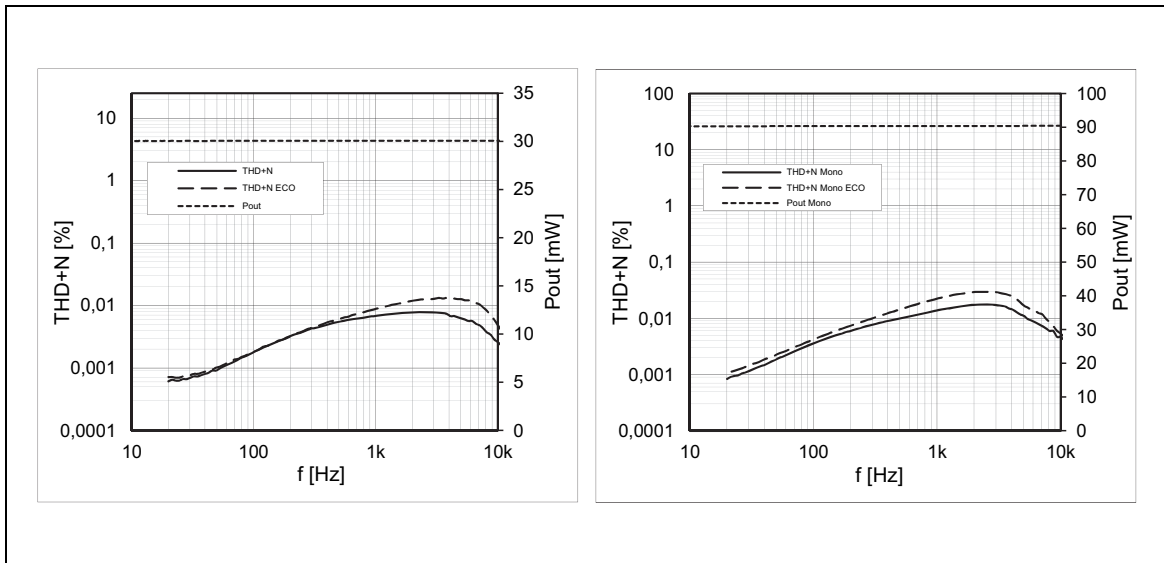 10
1
0,1
0,01
0,001
0,0001
THD+N [%]
35
30
25
20
15
10
5
0
Pout [mW]
THD+N
THD+N ECO
Pout
10
100
1k
10k
f [Hz]
100
10
1
0,1
0,01
0,001
0,0001
THD+N [%]
100
90
80
70
60
50
40
30
20
10
0
Pout [mW]
THD+N Mono
THD+N Mono ECO
Pout Mono
10
100
1k
10k
f [Hz]